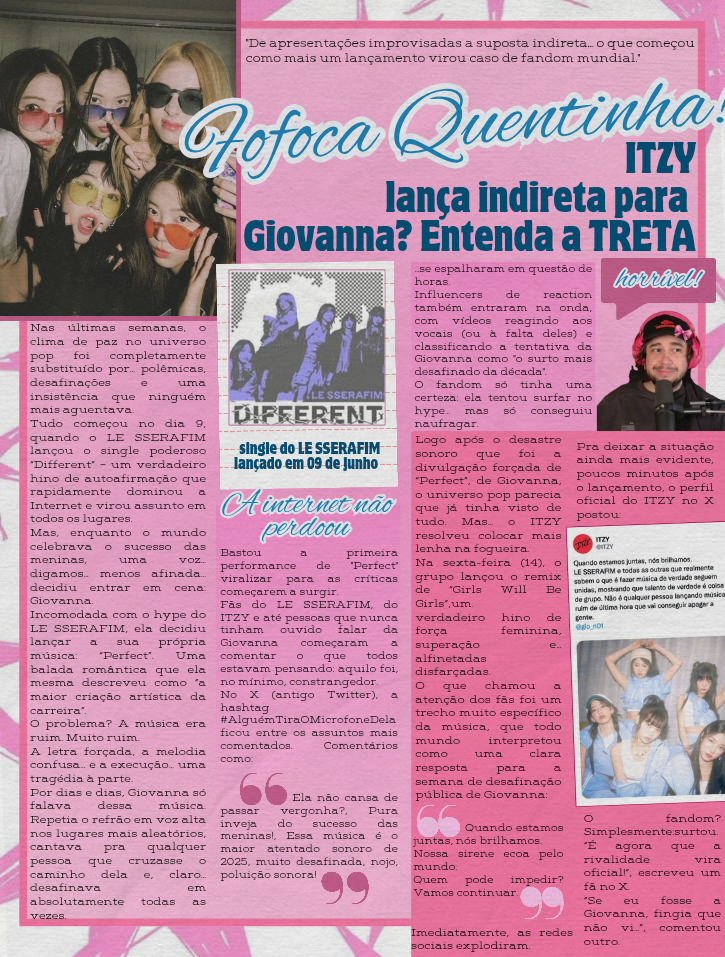 "De apresentações improvisadas a suposta indireta... o que começou
como mais um lançamento virou caso de fandom mundial."
Fofoca Quentinha!
ITZY
lança indireta para
Giovanna? Entenda a TRETA
Nas últimas semanas, o
clima de paz no universo
pop foi completamente
substituído por... polêmicas,
desafinações e uma
insistência que ninguém
mais aguentava.
Tudo começou no dia 9,
quando o LE SSERAFIM
lançou o single poderoso
"Different" – um verdadeiro
hino de autoafirmação que
rapidamente dominou a
Internet e virou assunto em
todos os lugares.
Mas, enquanto o mundo
celebrava o sucesso das
meninas, uma voz...
digamos... menos afinada...
decidiu entrar em cena:
Giovanna.
Incomodada com o hype do
LE SSERAFIM, ela decidiu
lançar a sua própria
música: "Perfect". Uma
balada romântica que ela
mesma descreveu como "a
maior criação artística da
carreira".
O problema? A música era
ruim. Muito ruim.
A letra forçada, a melodia
confusa... e a execução... uma
tragédia à parte.
Por dias e dias, Giovanna só
falava dessa música.
Repetia o refrão em voz alta
nos lugares mais aleatórios,
cantava pra qualquer
pessoa que cruzasse o
caminho dela e, claro...
desafinava em
absolutamente todas as
vezes.
LE SSERAFIM
DIFFERENT
single do LE SSERAFIM
lançado em 09 de junho
A internet não
perdoou
Bastou a primeira
performance de "Perfect"
viralizar para as críticas
começarem a surgir.
Fãs do LE SSERAFIM, do
ITZY e até pessoas que nunca
tinham ouvido falar da
Giovanna começaram a
comentar o que todos
estavam pensando: aquilo foi,
no mínimo, constrangedor.
No X (antigo Twitter), a
hashtag
#AlguémTiraOMicrofoneDela
ficou entre os assuntos mais
comentados. Comentários
como:
“ Ela não cansa de
passar vergonha?, Pura
inveja do sucesso das
meninas!, Essa música é o
maior atentado sonoro de
2025, muito desafinada, nojo,
poluição sonora! ”
...se espalharam em questão de
horas.
Influencers de reaction
também entraram na onda,
com vídeos reagindo aos
vocais (ou à falta deles) e
classificando a tentativa da
Giovanna como "o surto mais
desafinado da década".
O fandom só tinha uma
certeza: ela tentou surfar no
hype... mas só conseguiu
naufragar.
horrível!
Logo após o desastre
sonoro que foi a
divulgação forçada de
"Perfect", de Giovanna,
o universo pop parecia
que já tinha visto de
tudo. Mas... o ITZY
resolveu colocar mais
lenha na fogueira.
Na sexta-feira (14), o
grupo lançou o remix
de "Girls Will Be
Girls",um.
verdadeiro hino de
força feminina,
superação e...
alfinetadas
disfarçadas.
O que chamou a
atenção dos fãs foi um
trecho muito específico
da música, que todo
mundo interpretou
como uma clara
resposta para a
semana de desafinação
pública de Giovanna:
“ Quando estamos
juntas, nós brilhamos.
Nossa sirene ecoa pelo
mundo.
Quem pode impedir?
Vamos continuar. ”
Imediatamente, as redes
sociais explodiram.
Pra deixar a situação
ainda mais evidente,
poucos minutos após
o lançamento, o perfil
oficial do ITZY no X
postou:
ITZY
ITZY
@ITZY
Quando estamos juntas, nós brilhamos.
LE SSERAFIM e todas as outras que realmente
sabem o que é fazer música de verdade seguem
unidas, mostrando que talento de verdade é coisa
de grupo. Não é qualquer pessoa lançando música
ruim de última hora que vai conseguir apagar a
gente.
@gio_n01
O fandom?
Simplesmente:surtou.
"É agora que a
rivalidade vira
oficial!", escreveu um
fã no X.
"Se eu fosse a
Giovanna, fingia que
não vi...", comentou
outro.